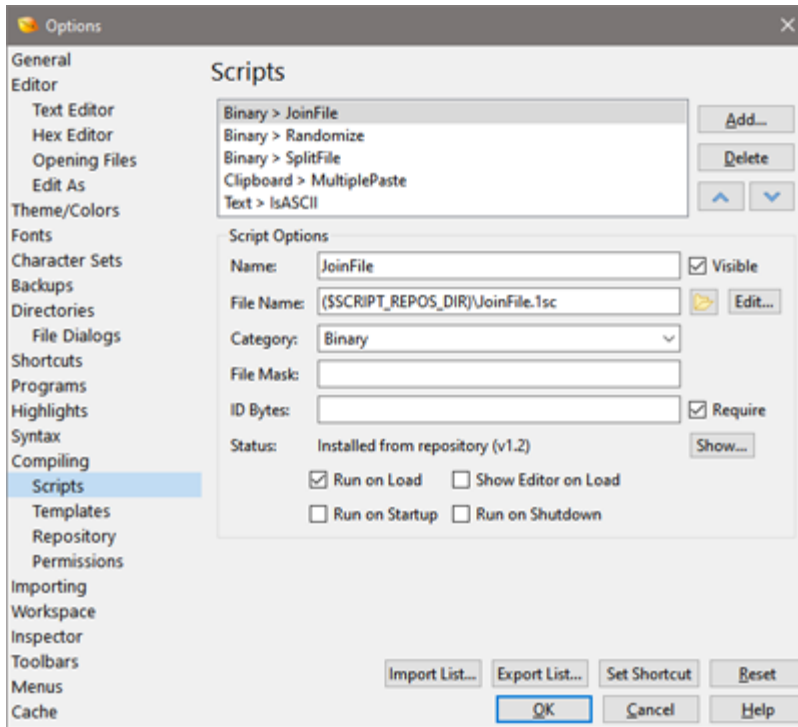 Options
General
Editor
Text Editor
Hex Editor
Opening Files
Edit As
Theme/Colors
Fonts
Character Sets
Backups
Directories
File Dialogs
Shortcuts
Programs
Highlights
Syntax
Compiling
Scripts
Templates
Repository
Permissions
Importing
Workspace
Inspector
Toolbars
Menus
Cache
Scripts
Binary > JoinFile
Binary > Randomize
Binary > SplitFile
Clipboard > MultiplePaste
Text > IsASCII
Add...
Delete
Script Options
Name: JoinFile Visible
File Name: ($SCRIPT_REPOS_DIR)\JoinFile.1sc Edit...
Category: Binary
File Mask:
ID Bytes: Require
Status: Installed from repository (v1.2) Show...
Run on Load Show Editor on Load
Run on Startup Run on Shutdown
Import List... Export List... Set Shortcut Reset
OK Cancel Help